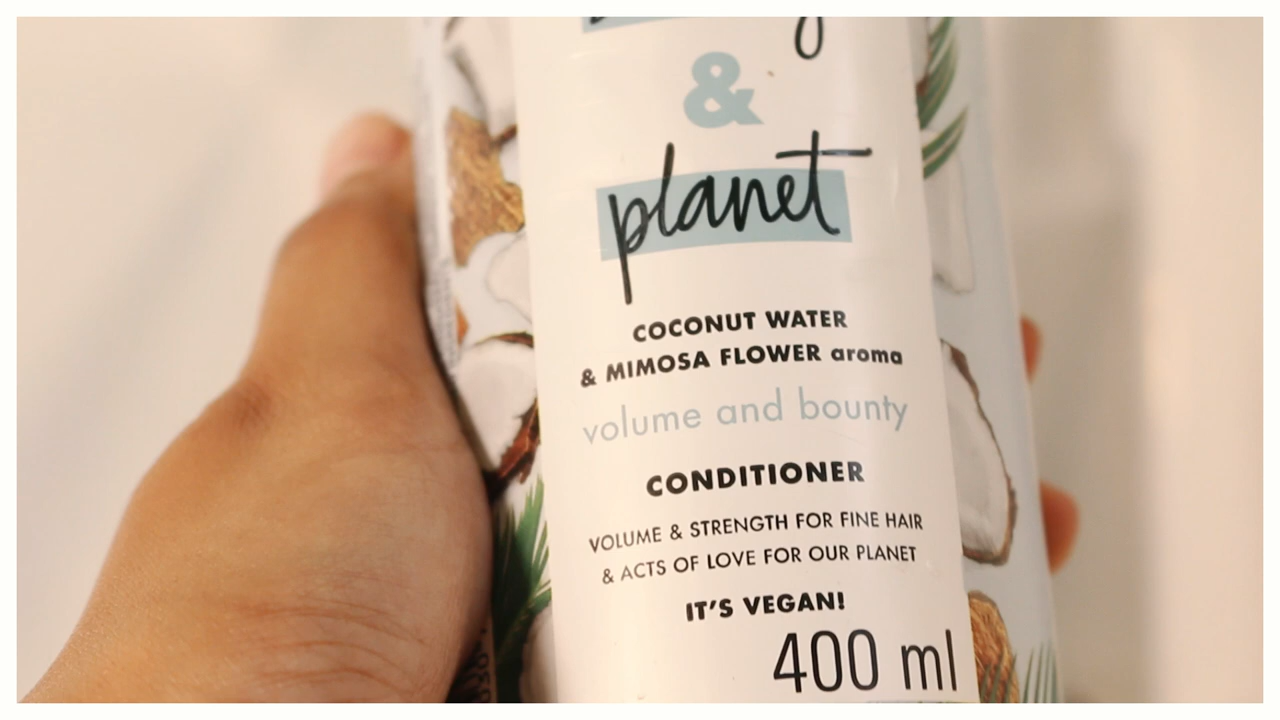 &
planet
COCONUT WATER
& MIMOSA FLOWER aroma
volume and bounty
CONDITIONER
VOLUME & STRENGTH FOR FINE HAIR
& ACTS OF LOVE FOR OUR PLANET
IT'S VEGAN!
400 ml